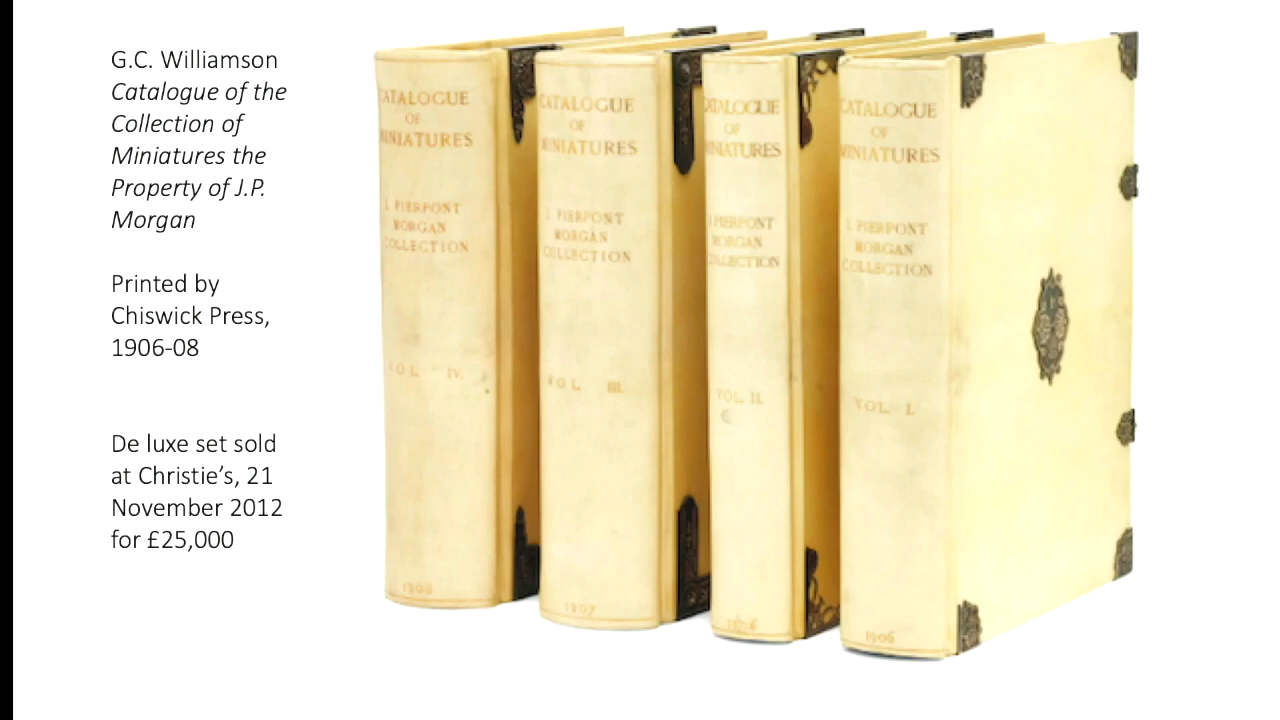 G.C. Williamson
Catalogue of the
Collection of
Miniatures the
Property of J.P.
Morgan
Printed by
Chiswick Press,
1906-08
De luxe set sold
at Christie’s, 21
November 2012
for £25,000
CATALOGUE
OF
MINIATURES
J. PIERPONT
MORGAN
COLLECTION
VOL. IV.
1908
CATALOGUE
OF
MINIATURES
J. PIERPONT
MORGAN
COLLECTION
VOL. III.
1907
CATALOGUE
OF
MINIATURES
J. PIERPONT
MORGAN
COLLECTION
VOL. II.
1906
CATALOGUE
OF
MINIATURES
J. PIERPONT
MORGAN
COLLECTION
VOL. I.
1906